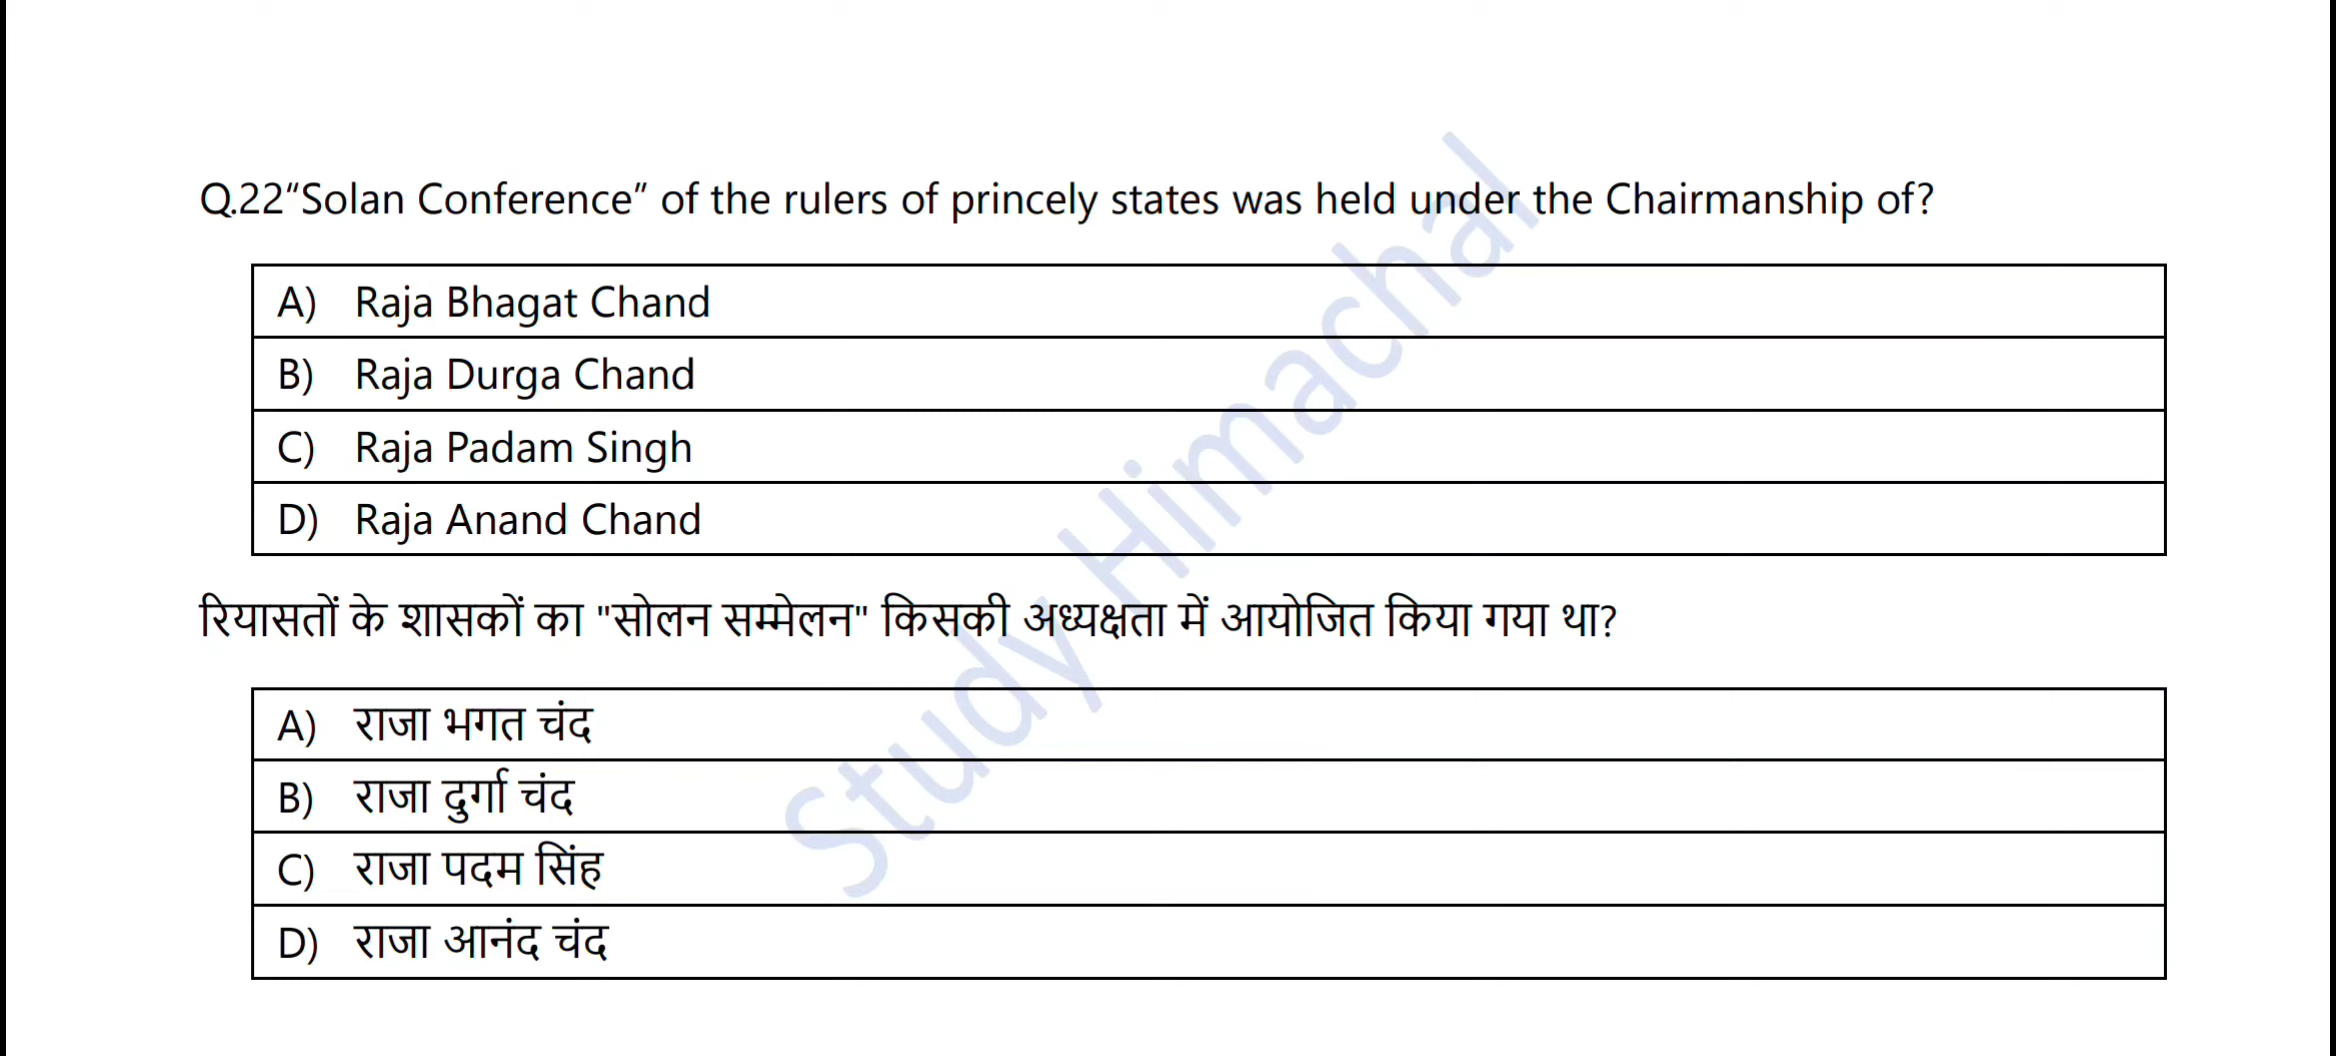 Q.22"Solan Conference" of the rulers of princely states was held under the Chairmanship of?
A) Raja Bhagat Chand
B) Raja Durga Chand
C) Raja Padam Singh
D) Raja Anand Chand
रियासतों के शासकों का "सोलन सम्मेलन" किसकी अध्यक्षता में आयोजित किया गया था?
A) राजा भगत चंद
B) राजा दुर्गा चंद
C) राजा पदम सिंह
D) राजा आनंद चंद
Study Himachal